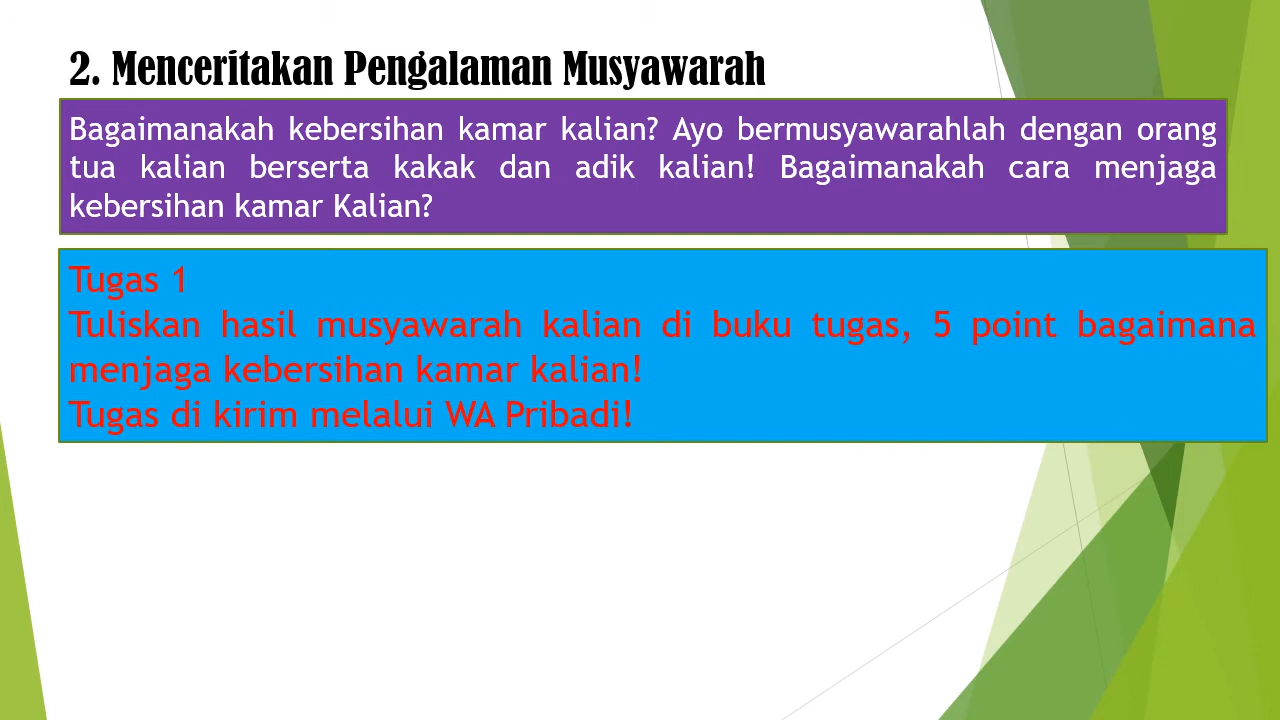 2. Menceritakan Pengalaman Musyawarah
Bagaimanakah kebersihan kamar kalian? Ayo bermusyawarahlah dengan orang
tua kalian berserta kakak dan adik kalian! Bagaimanakah cara menjaga
kebersihan kamar Kalian?
Tugas 1
Tuliskan hasil musyawarah kalian di buku tugas, 5 point bagaimana
menjaga kebersihan kamar kalian!
Tugas di kirim melalui WA Pribadi!